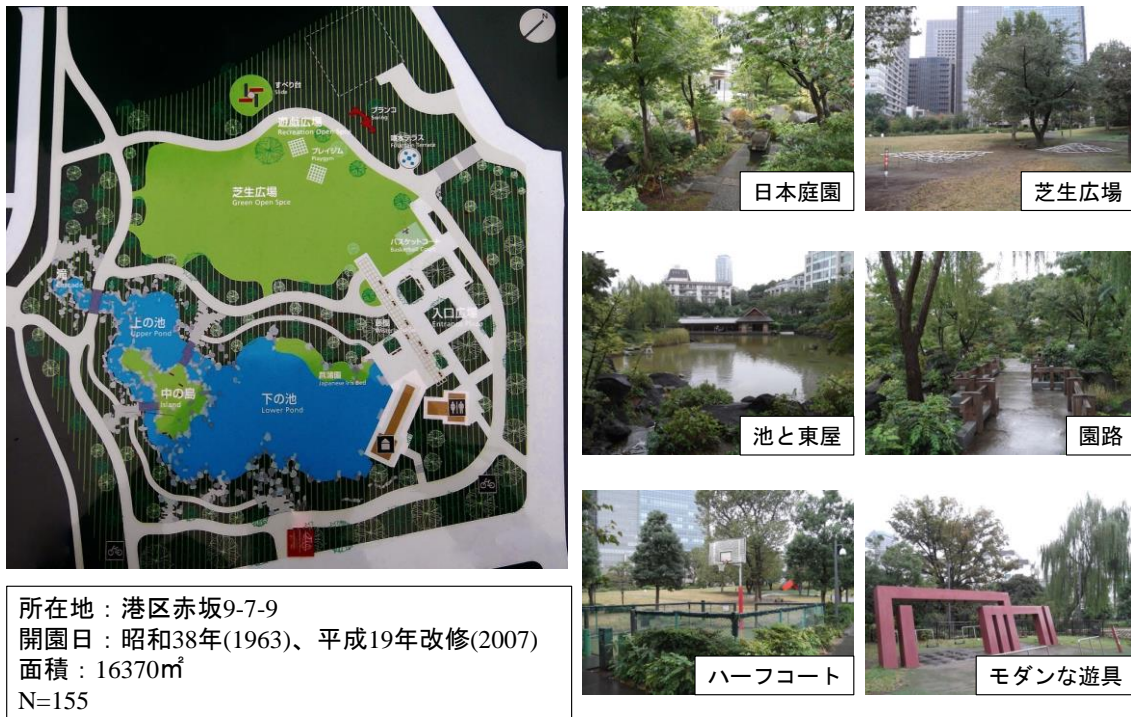 N
すべり台
Slide
ブランコ
Swing
遊戯広場
Recreation Open Spce
噴水テラス
Fountain Terrace
プレイジム
Playgym
芝生広場
Green Open Spce
バスケットコート
滝
Cascade
入口広場
上の池
Upper Pond
菖蒲園
Japanese Iris Bed
中の島
Island
下の池
Lower Pond
所在地：港区赤坂9-7-9
開園日：昭和38年(1963)、平成19年改修(2007)
面積：16370㎡
N=155
日本庭園
芝生広場
池と東屋
園路
ハーフコート
モダンな遊具